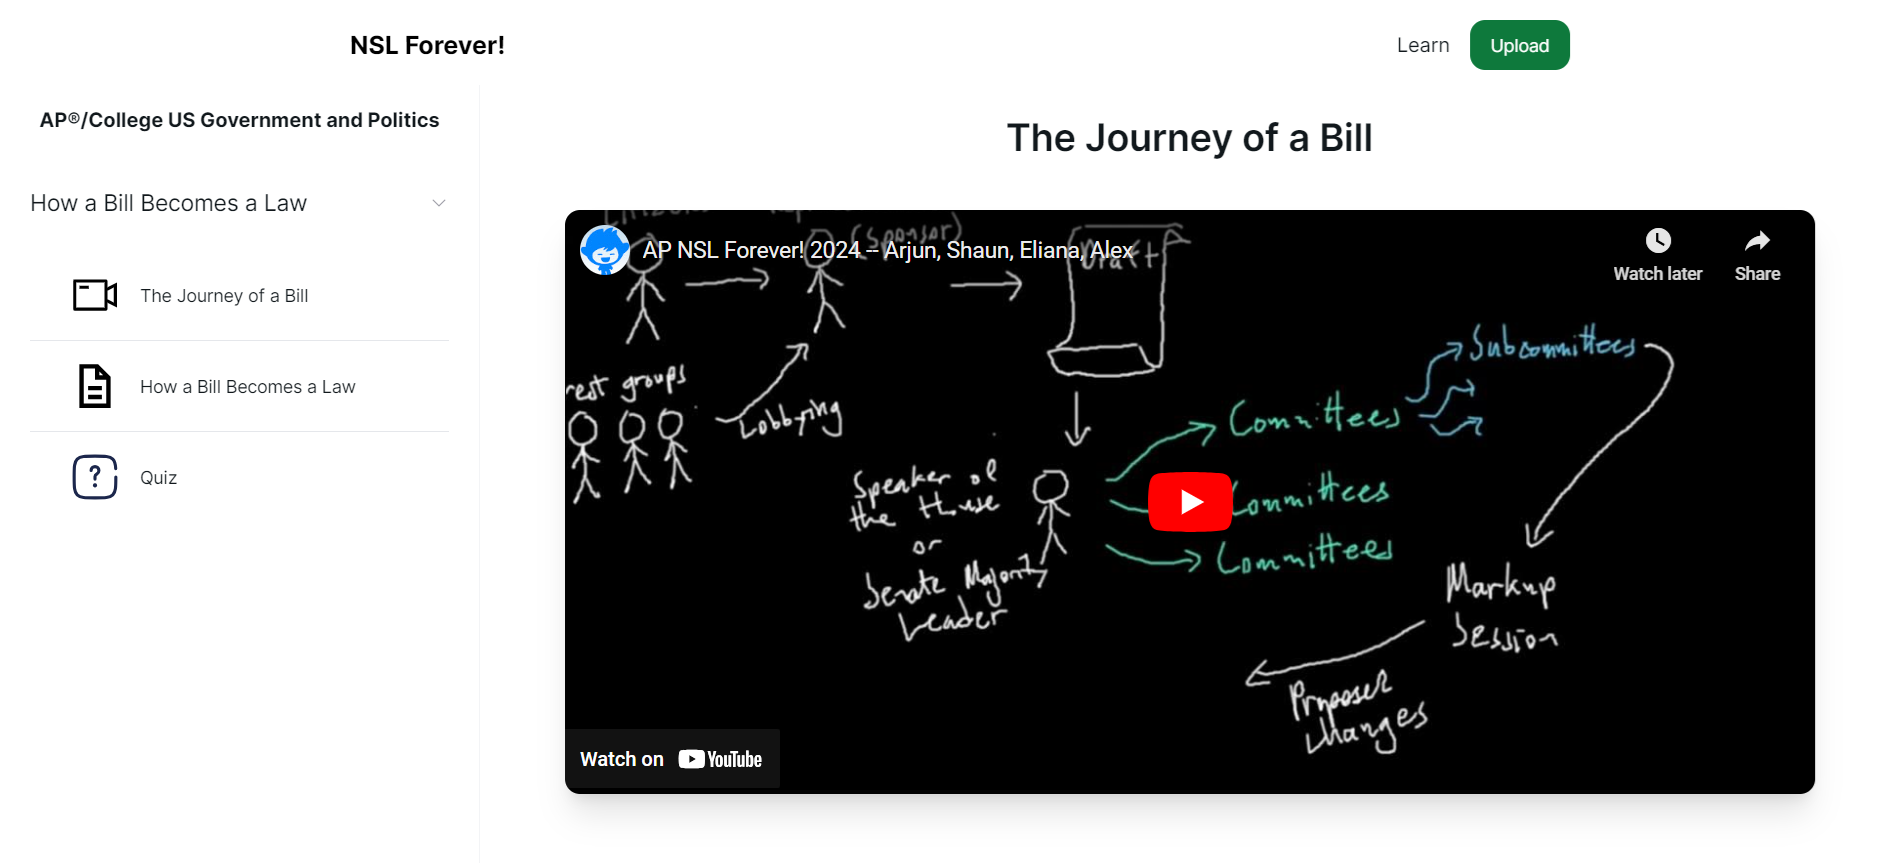 NSL Forever!
Learn
Upload
AP®/College US Government and Politics
How a Bill Becomes a Law
The Journey of a Bill
How a Bill Becomes a Law
Quiz
The Journey of a Bill
AP NSL Forever! 2024 -- Arjun, Shaun, Eliana, Alex
Watch later
Share
(Sponsor)
Draft
rest groups
Lobbying
Subcommittees
Committees
Committees
Committees
Speaker of
the House
or
Senate Majority
Leader
Markup
Session
Proposed
changes
Watch on YouTube